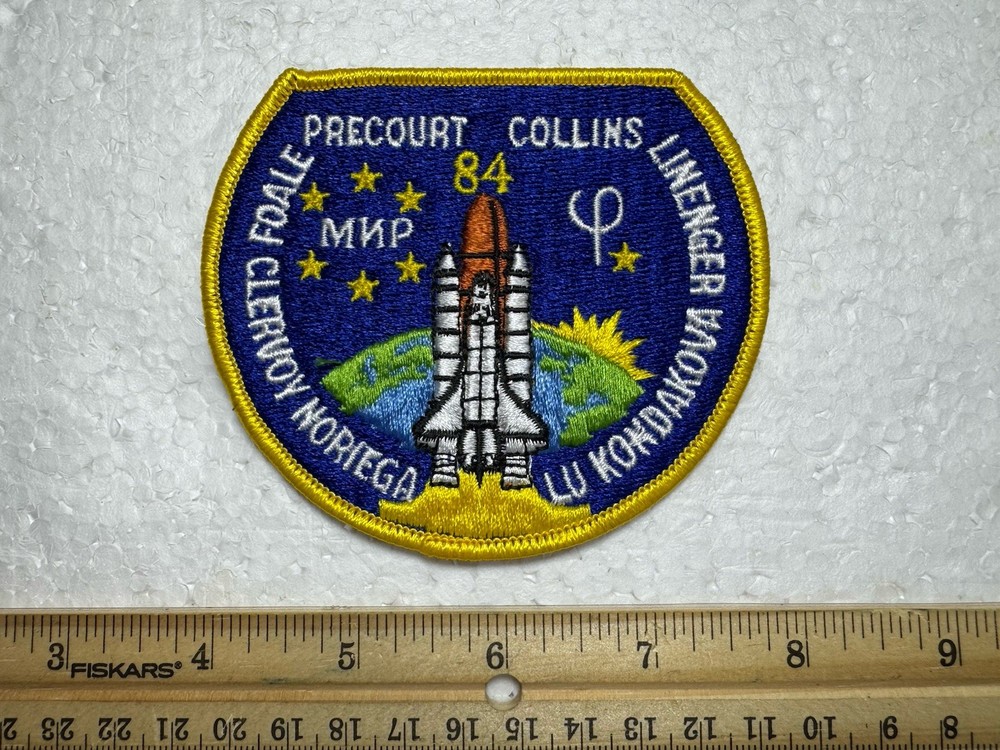 PRECOURT COLLINS
84
FOALE
CLERVOY
NORIEGA
LINENGER
LU KONDAKOVA
МИР
φ
3 FISKARS® 4 5 6 7 8 9
23 22 21 20 19 18 17 16 15 14 13 12 11 10 9 8